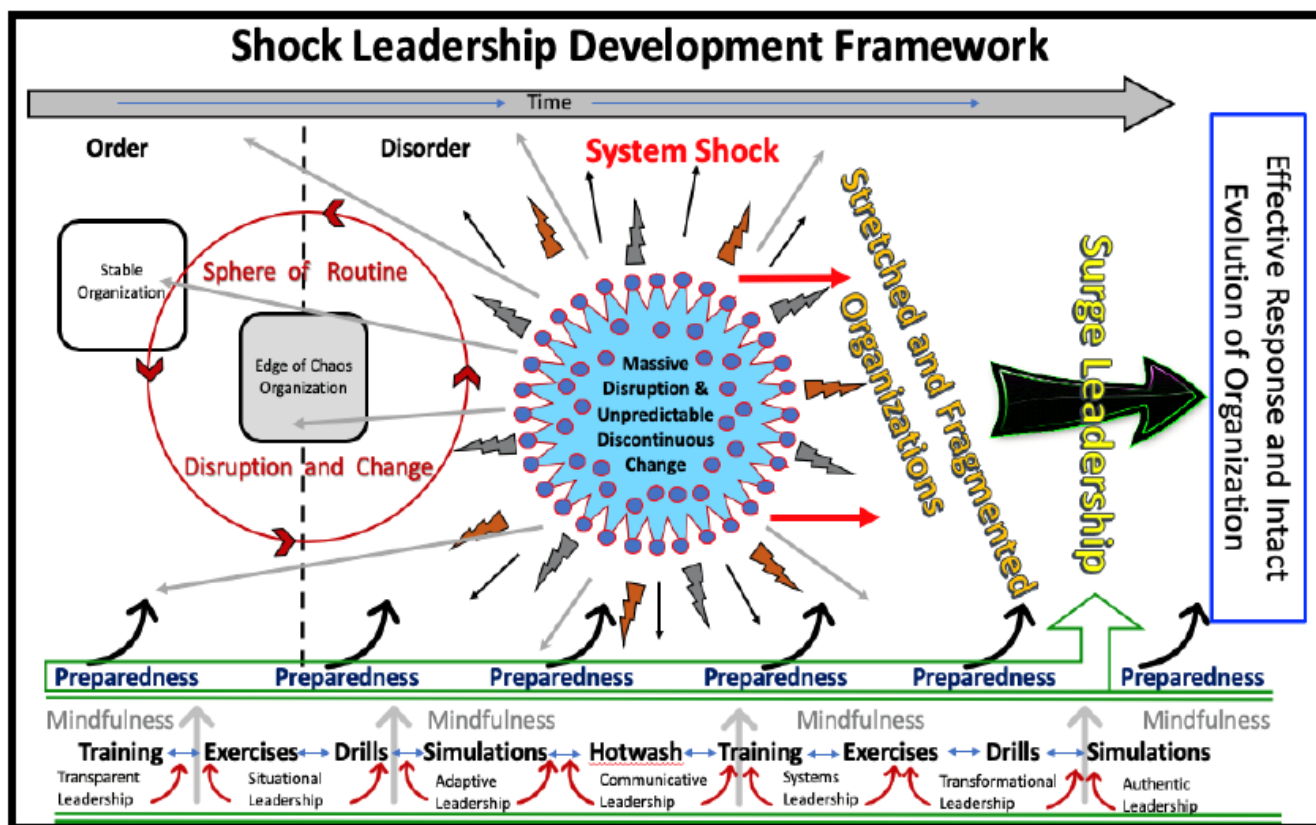 Shock Leadership Development Framework
Time
Order
Disorder
System Shock
Stable
Organization
Sphere of Routine
Edge of Chaos
Organization
Disruption and Change
Massive
Disruption &
Unpredictable
Discontinuous
Change
Stretched and Fragmented
Organizations
Surge Leadership
Effective Response and Intact
Evolution of Organization
Preparedness Preparedness Preparedness Preparedness Preparedness Preparedness
Mindfulness Mindfulness Mindfulness Mindfulness
Training Exercises Drills Simulations Hotwash Training Exercises Drills Simulations
Transparent
Leadership
Situational
Leadership
Adaptive
Leadership
Communicative
Leadership
Systems
Leadership
Transformational
Leadership
Authentic
Leadership